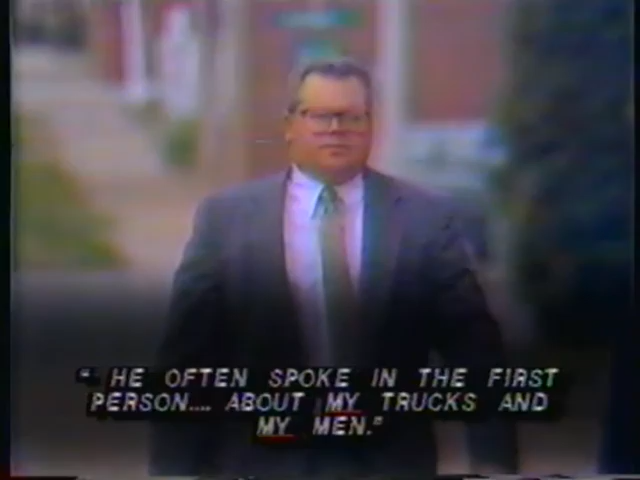 " HE OFTEN SPOKE IN THE FIRST
PERSON.... ABOUT MY TRUCKS AND
MY MEN."